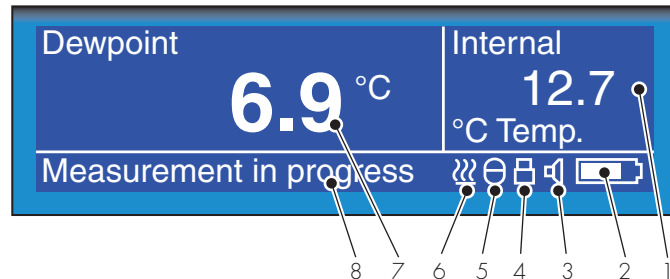 Dewpoint
6.9 °C
Internal
12.7
°C Temp.
Measurement in progress
8 7 6 5 4 3 2 1